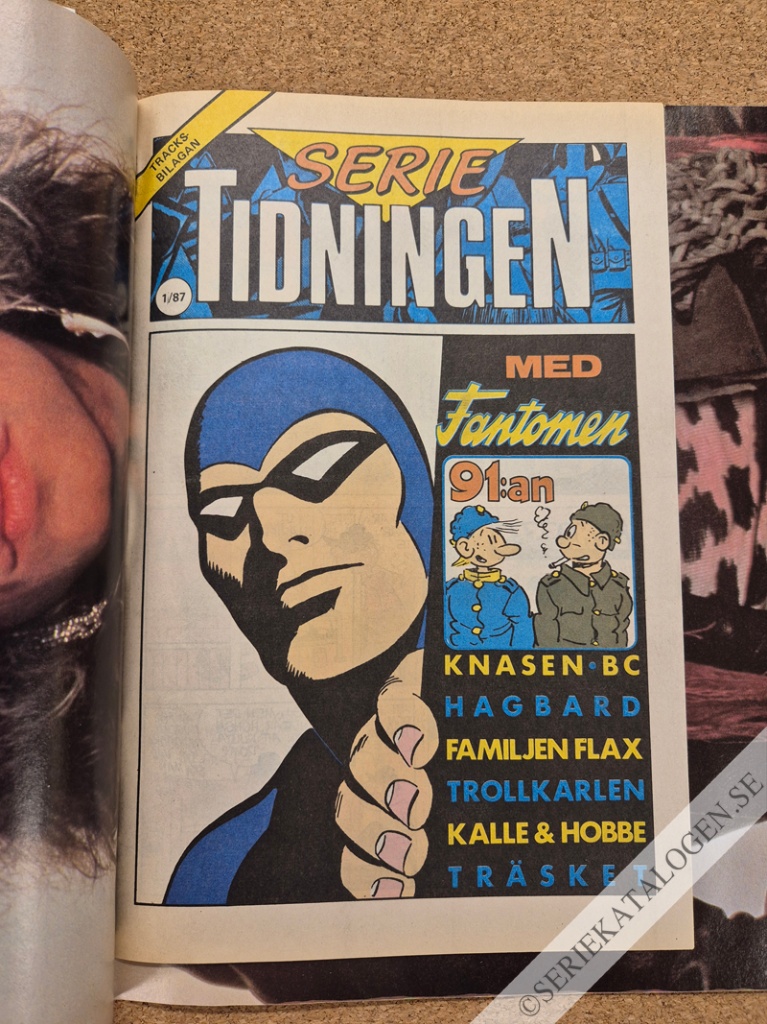 TRACKS-
BILAGAN
SERIE
TIDNINGEN
1/87
MED
Fantomen
91:an
KNASEN • BC
HAGBARD
FAMILJEN FLAX
TROLLKARLEN
KALLE & HOBBE
TRÄSKET
©SERIEKATALOGEN.SE